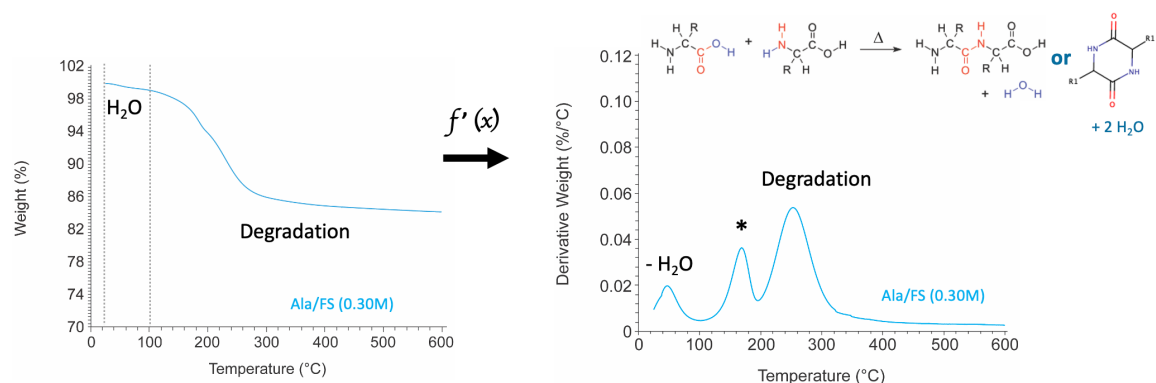 102
98
94
90
86
82
78
74
70
0
100
200
300
400
500
600
Weight (%)
Temperature (°C)
H₂O
Degradation
Ala/FS (0.30M)
f’ (x)
0.12
0.10
0.08
0.06
0.04
0.02
0
0
100
200
300
400
500
600
Derivative Weight (%/°C)
Temperature (°C)
- H₂O
*
Degradation
Ala/FS (0.30M)
H H R
N C C O H
H O
+
H H O
N C C O H
R H
Δ
H H R H O
N C C N C C O H
H O R H
+ H O H
or
O
HN R1
R1 NH
O
+ 2 H₂O